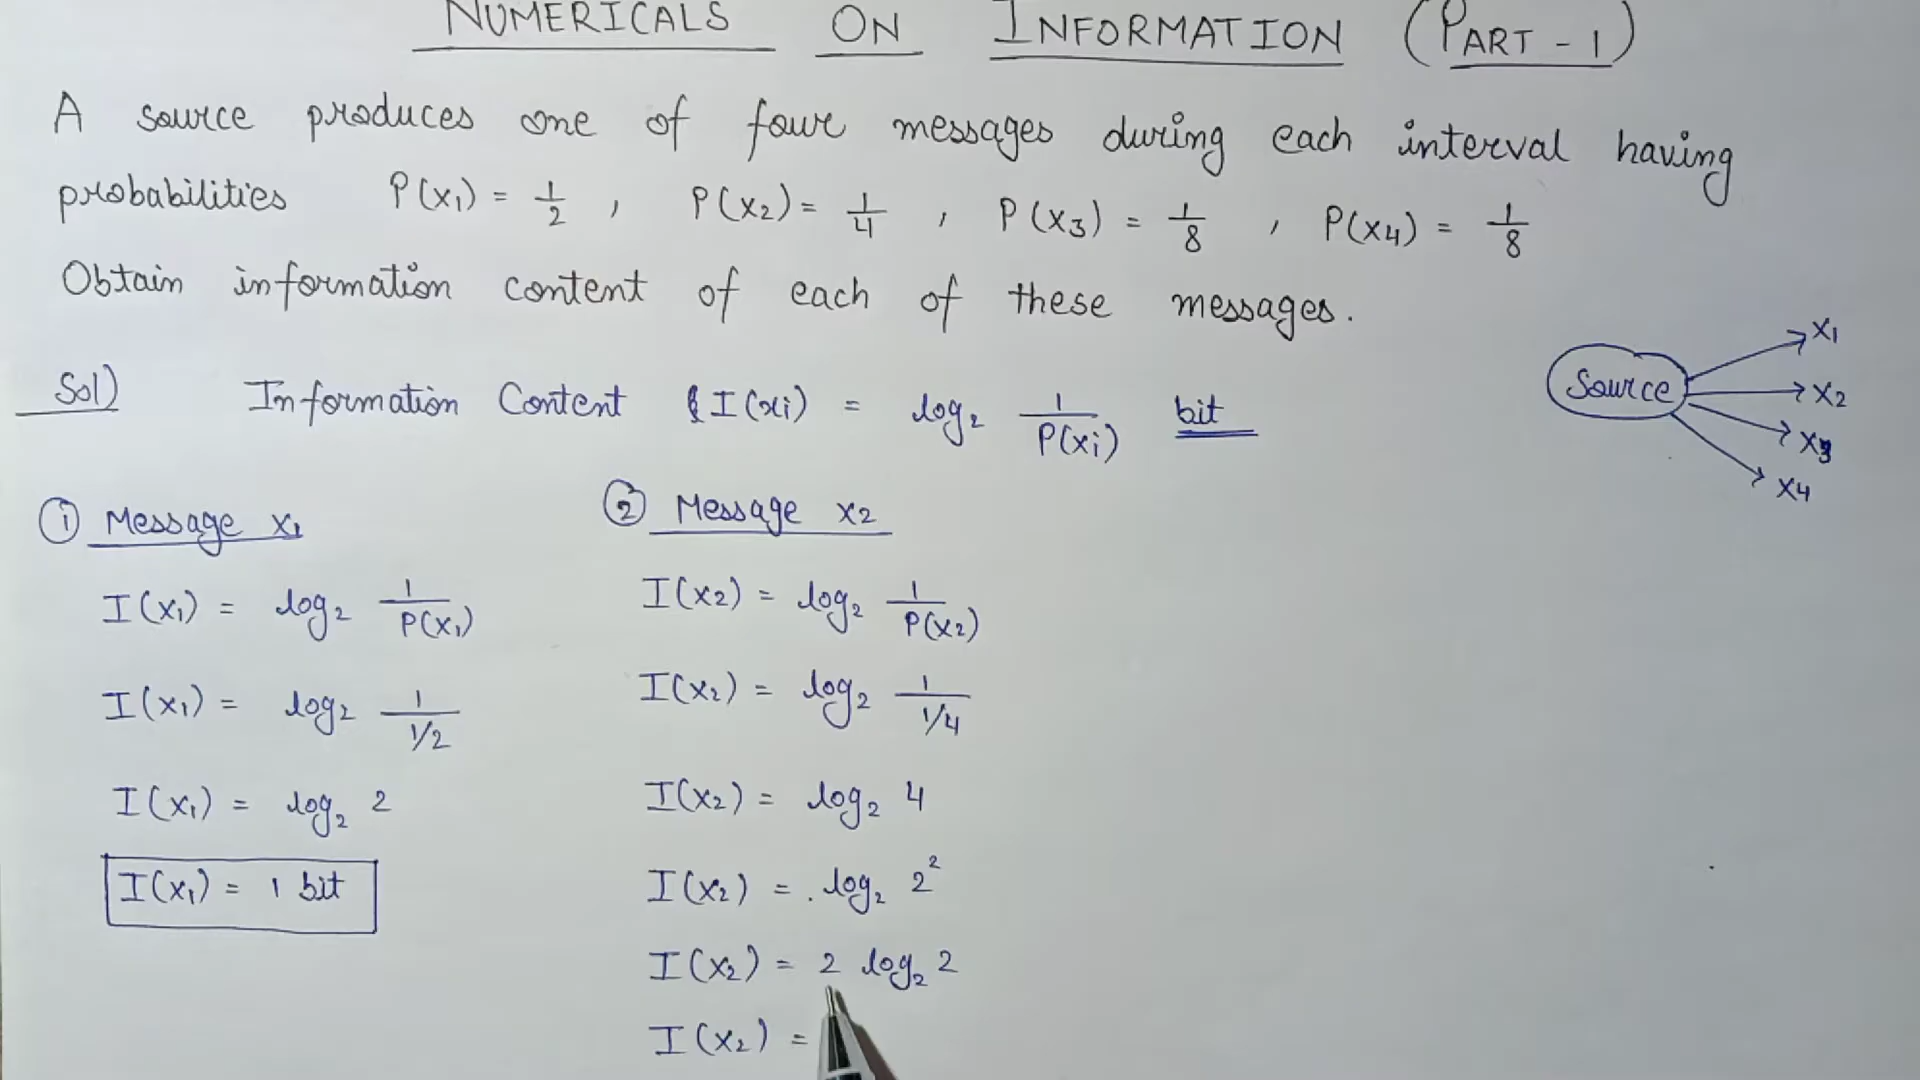 NUMERICALS ON INFORMATION (PART - 1)
A source produces one of four messages during each interval having
probabilities P(x1) = 1/2 , P(x2) = 1/4 , P(x3) = 1/8 , P(x4) = 1/8
Obtain information content of each of these messages.
Sol) Information Content I(xi) = log2 1/P(xi) bit
Source
x1
x2
x3
x4
① Message x1
I(x1) = log2 1/P(x1)
I(x1) = log2 1/1/2
I(x1) = log2 2
I(x1) = 1 bit
② Message x2
I(x2) = log2 1/P(x2)
I(x2) = log2 1/1/4
I(x2) = log2 4
I(x2) = . log2 2²
I(x2) = 2 log2 2
I(x2) =